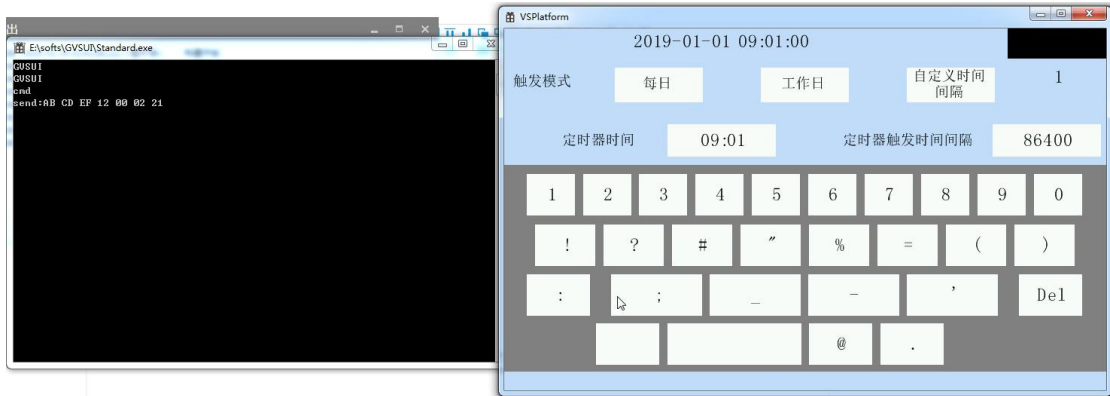 出
E:\softs\GVSUI\Standard.exe
GVSUI
GVSUI
cmd
send:AB CD EF 12 00 02 21
VSPlatform
2019-01-01 09:01:00
触发模式 每日 工作日 自定义时间间隔 1
定时器时间 09:01 定时器触发时间间隔 86400
1 2 3 4 5 6 7 8 9 0
! ? # " % = ( )
: ; _ - ' Del
@ .